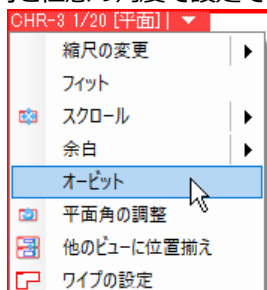 CHR-3 1/20 [平面] | ▼
縮尺の変更
フィット
スクロール
余白
オービット
平面角の調整
他のビューに位置揃え
ワイプの設定